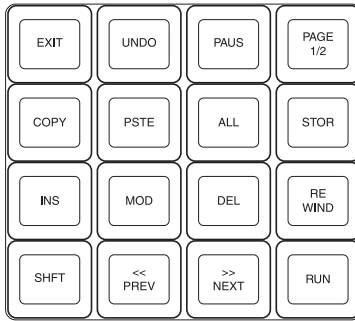 EXIT
UNDO
PAUS
PAGE
1/2
COPY
PSTE
ALL
STOR
INS
MOD
DEL
RE
WIND
SHFT
<<
PREV
>>
NEXT
RUN